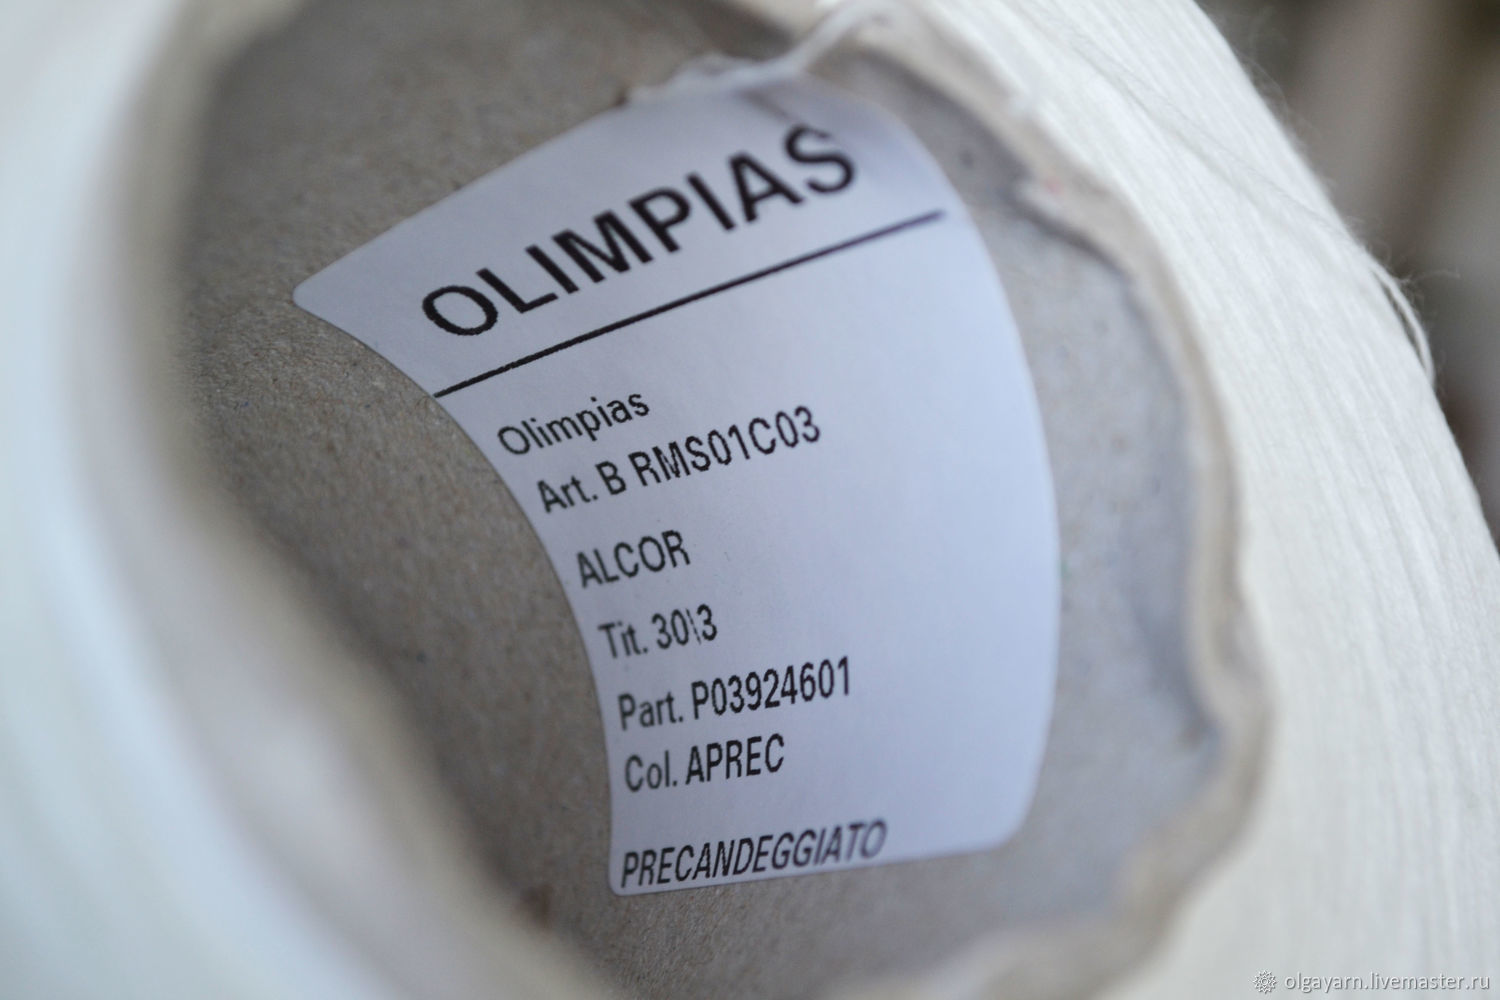 OLIMPIAS
Olimpias
Art. B RMS01C03
ALCOR
Tit. 30\3
Part. P03924601
Col. APREC
PRECANDEGGIATO
olgayarn.livemaster.ru